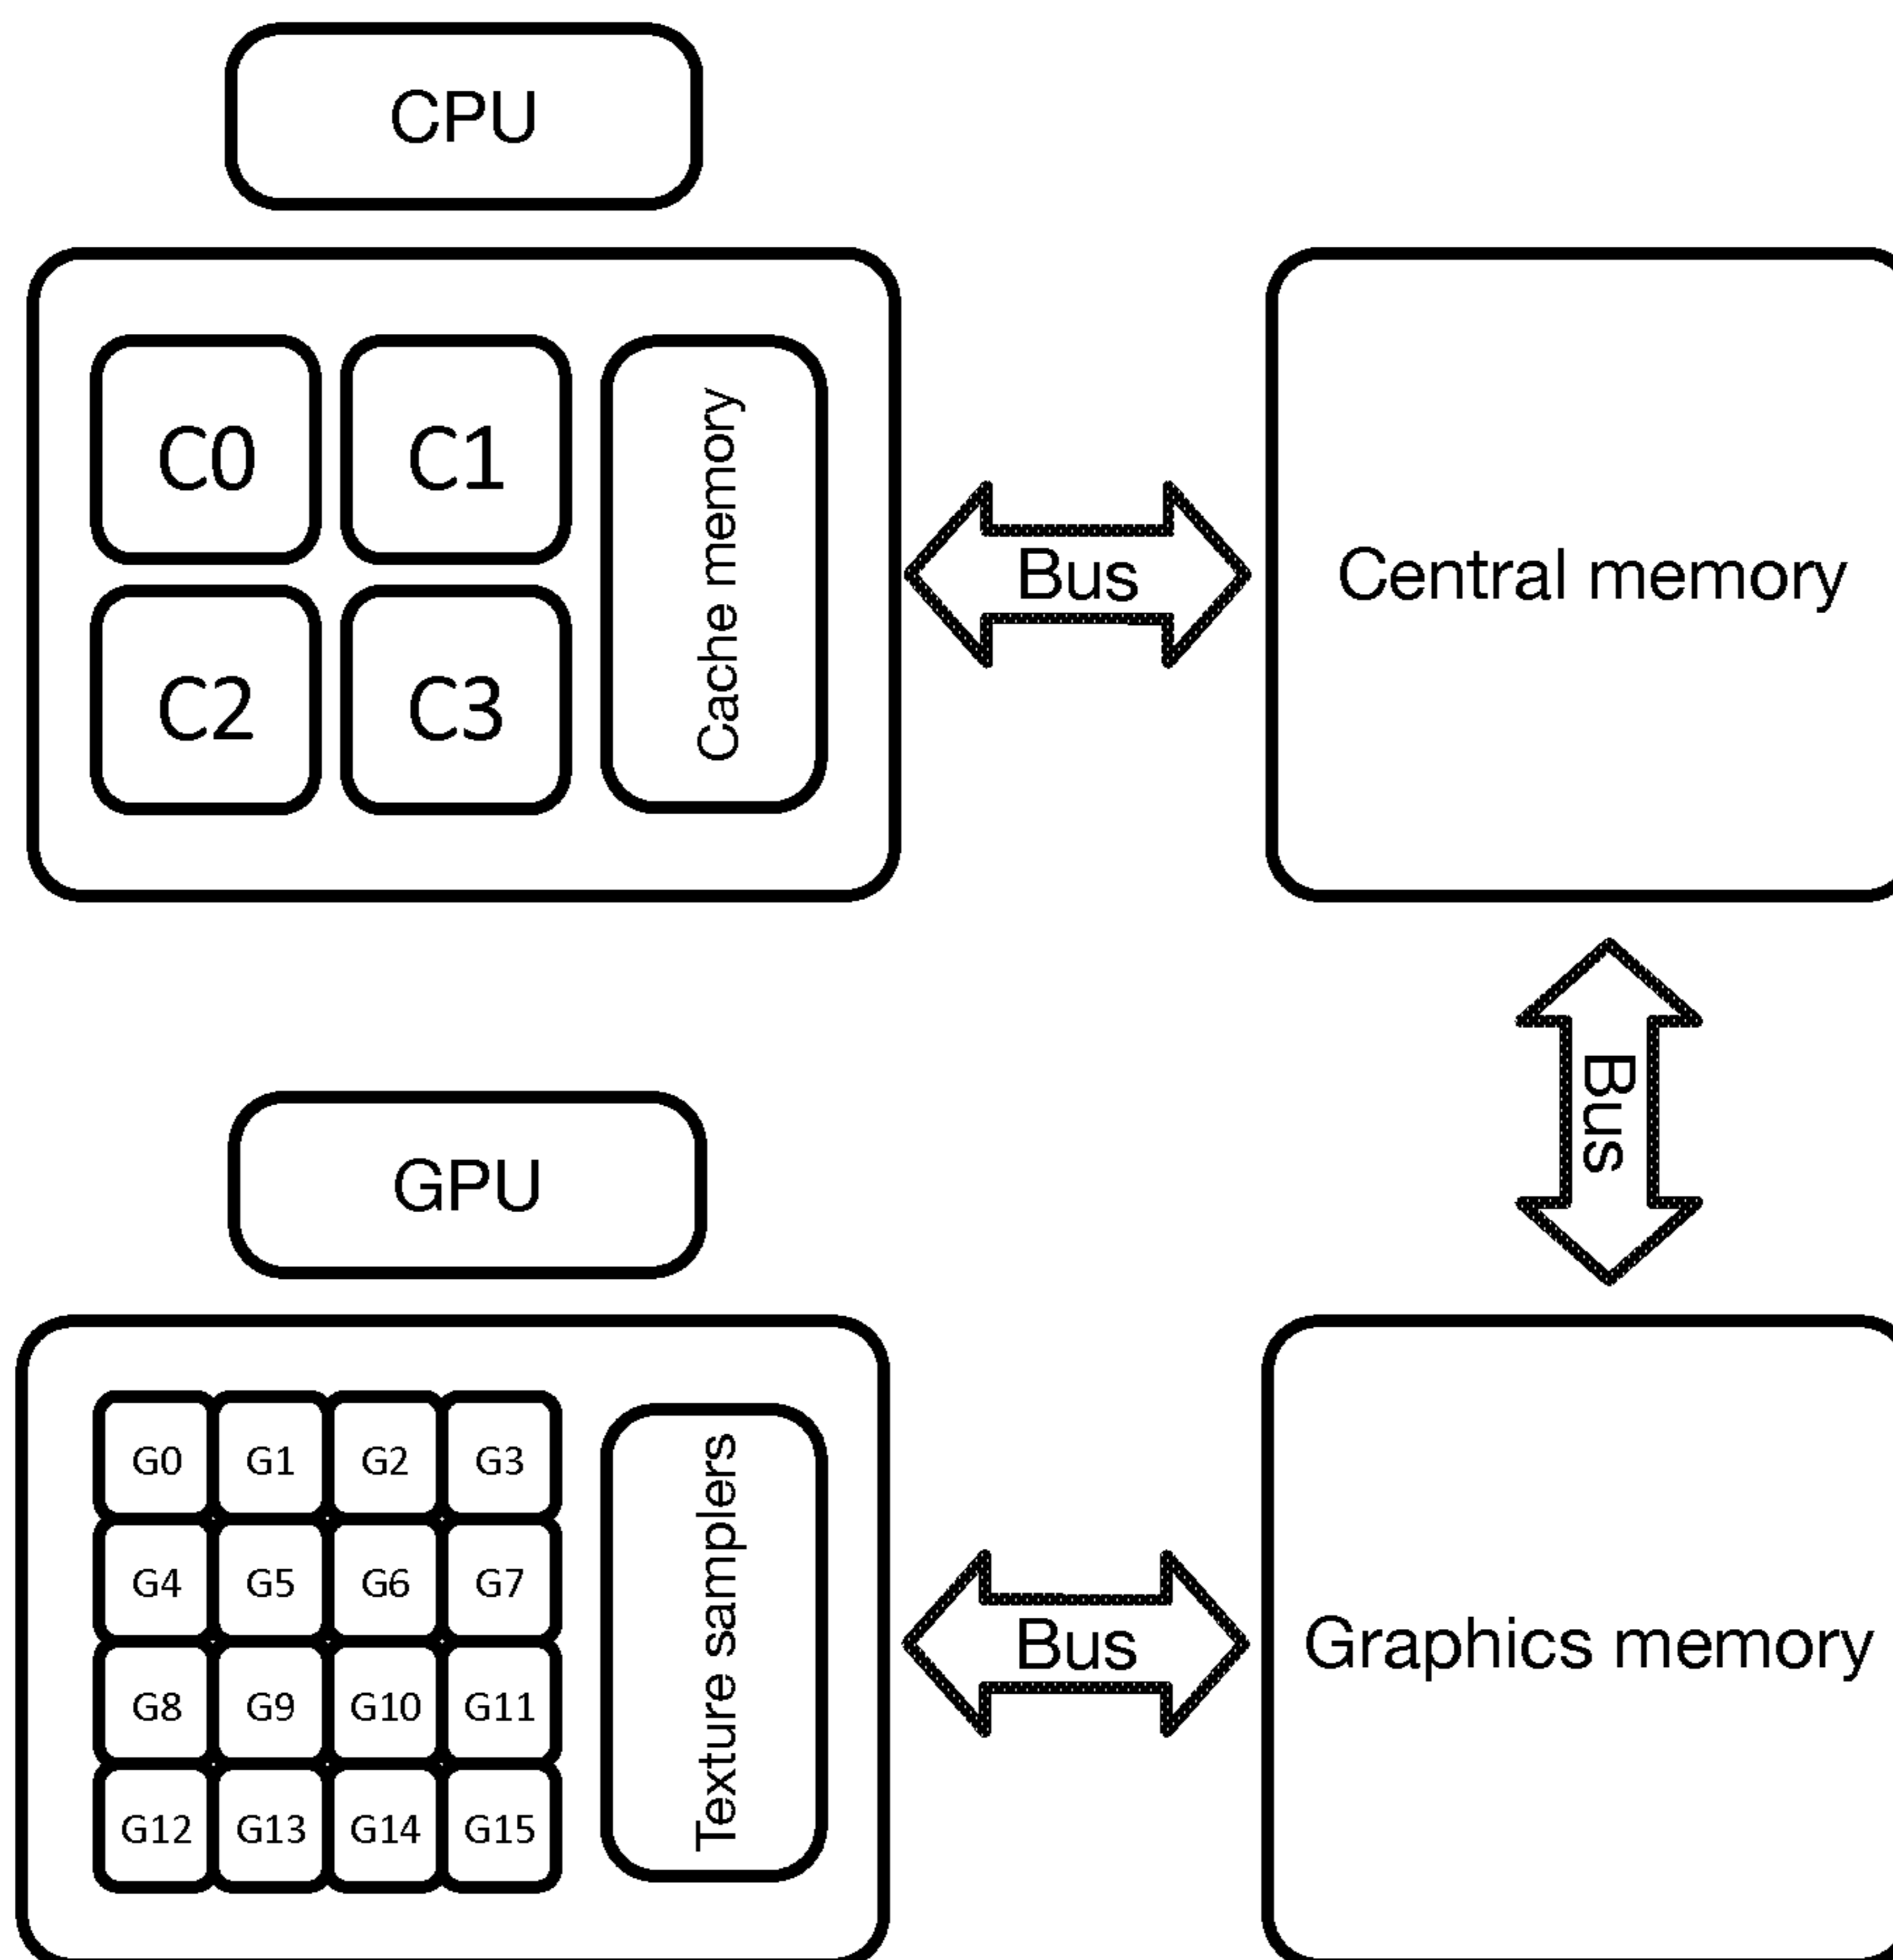 CPU
C0
C1
C2
C3
Cache memory
Bus
Central memory
Bus
GPU
G0
G1
G2
G3
G4
G5
G6
G7
G8
G9
G10
G11
G12
G13
G14
G15
Texture samplers
Bus
Graphics memory